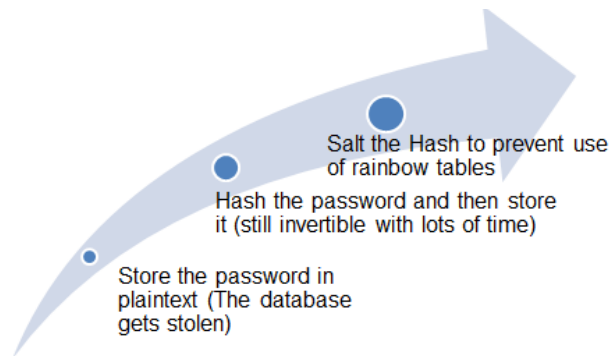 Salt the Hash to prevent use
of rainbow tables
Hash the password and then store
it (still invertible with lots of time)
Store the password in
plaintext (The database
gets stolen)